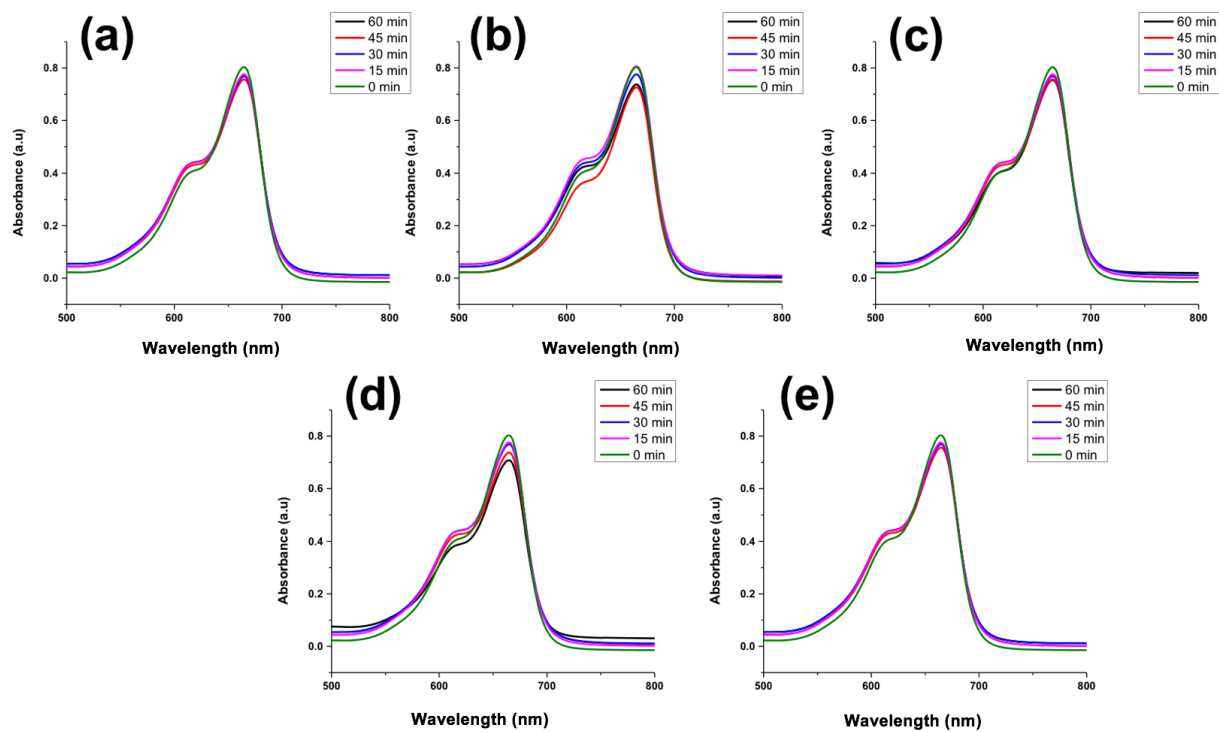 (a)
60 min
45 min
30 min
15 min
0 min
0.8
0.6
0.4
0.2
0.0
Absorbance (a.u)
500 600 700 800
Wavelength (nm)
(b)
60 min
45 min
30 min
15 min
0 min
0.8
0.6
0.4
0.2
0.0
Absorbance (a.u)
500 600 700 800
Wavelength (nm)
(c)
60 min
45 min
30 min
15 min
0 min
0.8
0.6
0.4
0.2
0.0
Absorbance (a.u)
500 600 700 800
Wavelength (nm)
(d)
60 min
45 min
30 min
15 min
0 min
0.8
0.6
0.4
0.2
0.0
Absorbance (a.u)
500 600 700 800
Wavelength (nm)
(e)
60 min
45 min
30 min
15 min
0 min
0.8
0.6
0.4
0.2
0.0
Absorbance (a.u)
500 600 700 800
Wavelength (nm)